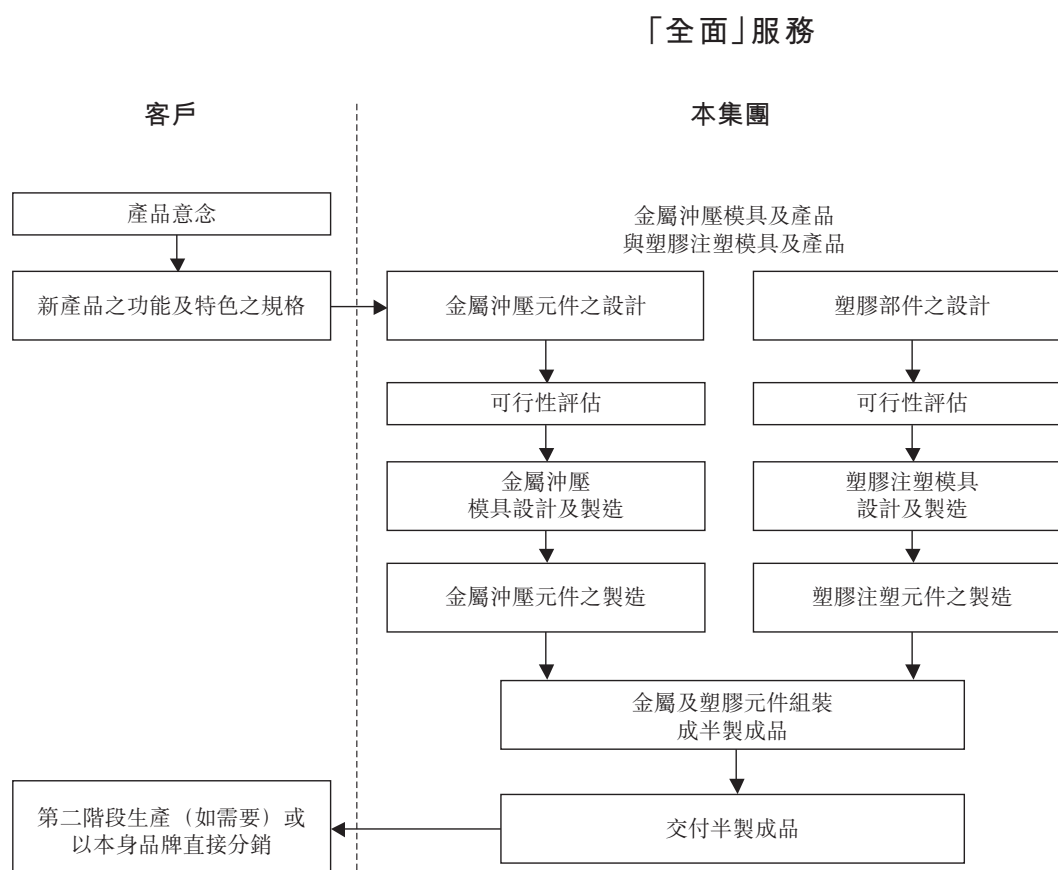 「全面」服務
客戶
本集團
產品意念
金屬沖壓模具及產品
與塑膠注塑模具及產品
新產品之功能及特色之規格
金屬沖壓元件之設計
塑膠部件之設計
可行性評估
可行性評估
金屬沖壓
模具設計及製造
塑膠注塑模具
設計及製造
金屬沖壓元件之製造
塑膠注塑元件之製造
金屬及塑膠元件組裝
成半製成品
第二階段生產（如需要）或
以本身品牌直接分銷
交付半製成品